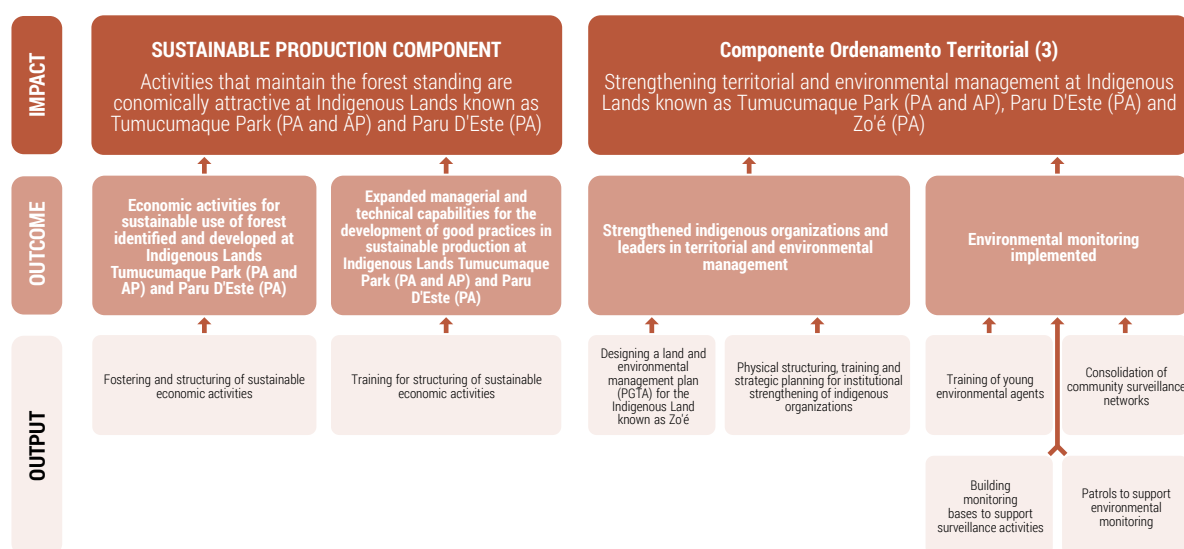 IMPACT
SUSTAINABLE PRODUCTION COMPONENT
Activities that maintain the forest standing are
conomically attractive at Indigenous Lands known as
Tumucumaque Park (PA and AP) and Paru D'Este (PA)
Componente Ordenamento Territorial (3)
Strengthening territorial and environmental management at Indigenous
Lands known as Tumucumaque Park (PA and AP), Paru D'Este (PA) and
Zo'é (PA)
OUTCOME
Economic activities for
sustainable use of forest
identified and developed at
Indigenous Lands
Tumucumaque Park (PA and
AP) and Paru D'Este (PA)
Expanded managerial and
technical capabilities for the
development of good practices in
sustainable production at
Indigenous Lands Tumucumaque
Park (PA and AP) and Paru
D'Este (PA)
Strengthened indigenous organizations and
leaders in territorial and environmental
management
Environmental monitoring
implemented
OUTPUT
Fostering and structuring of sustainable
economic activities
Training for structuring of sustainable
economic activities
Designing a land and
environmental
management plan
(PGTA) for the
Indigenous Land
known as Zo'é
Physical structuring, training and
strategic planning for institutional
strengthening of indigenous
organizations
Training of young
environmental agents
Consolidation of
community surveillance
networks
Building
monitoring
bases to support
surveillance activities
Patrols to support
environmental
monitoring